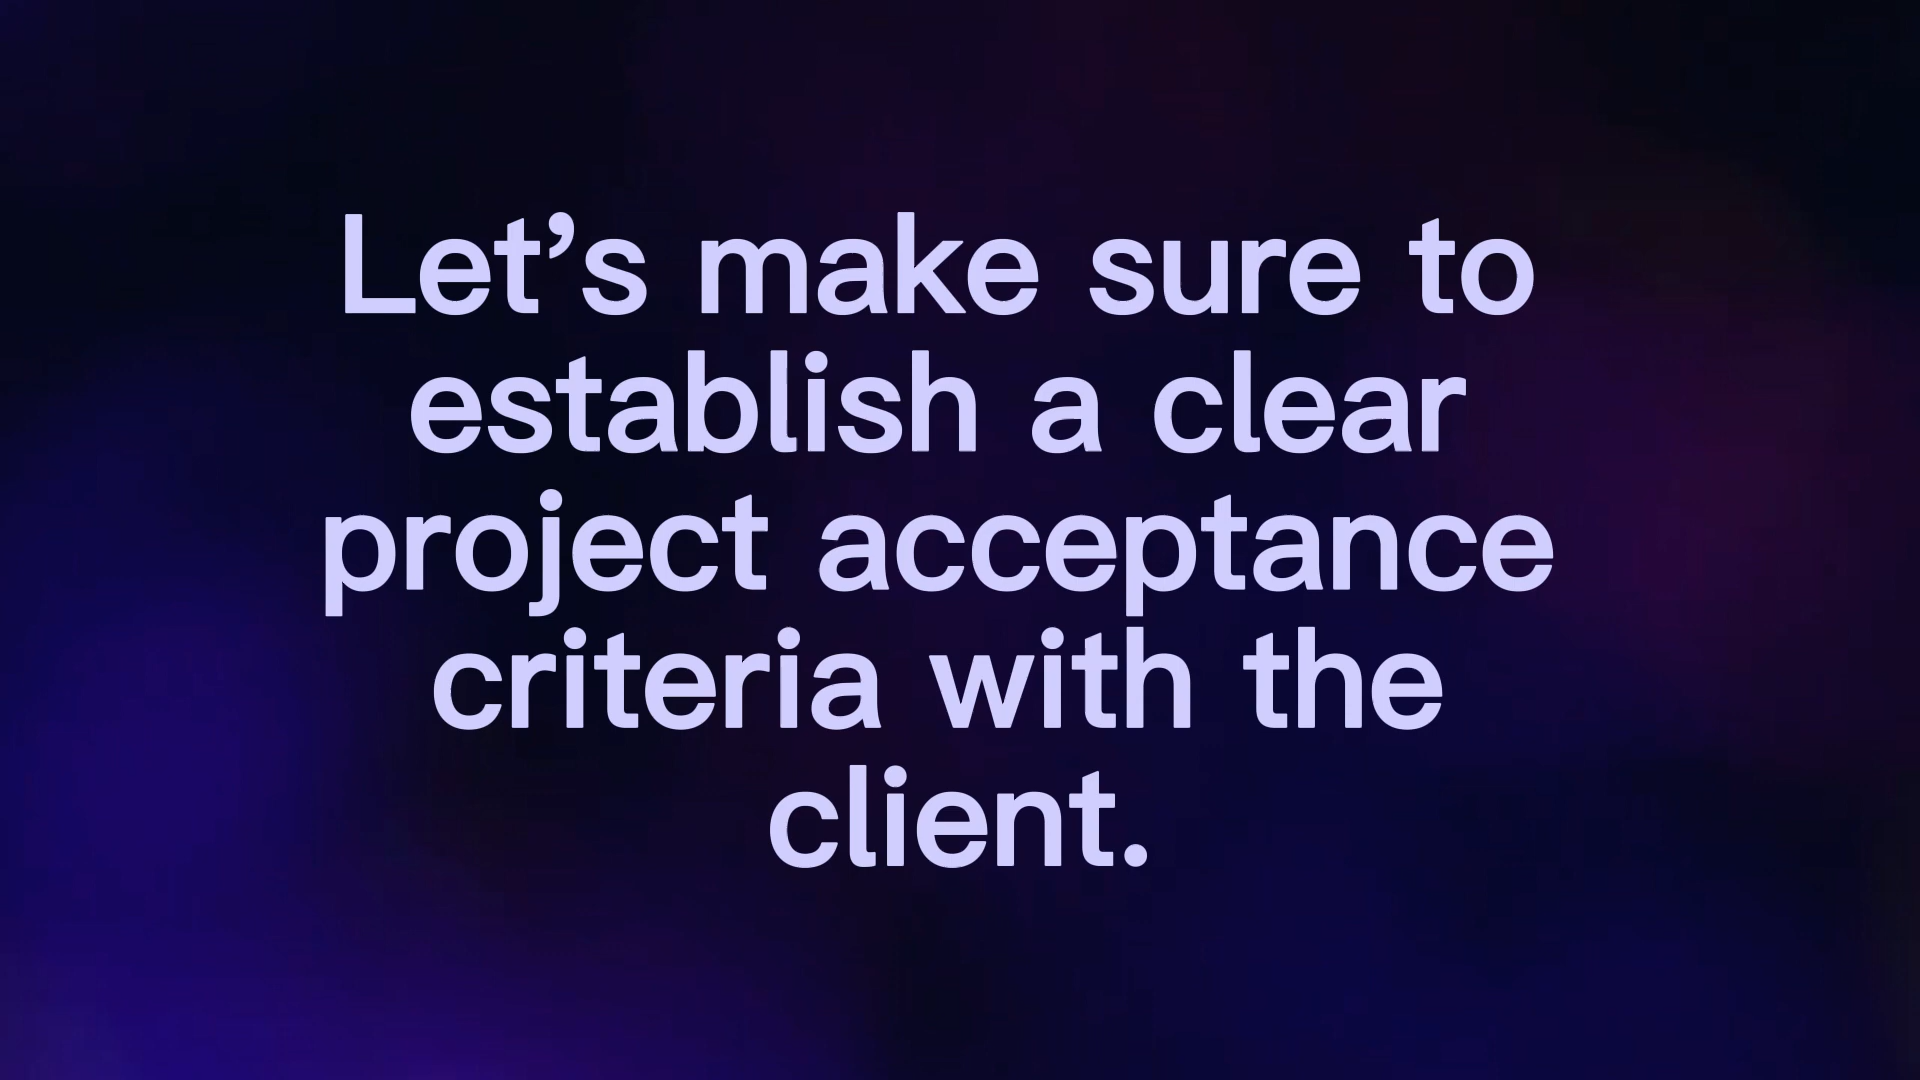 Let’s make sure to
establish a clear
project acceptance
criteria with the
client.